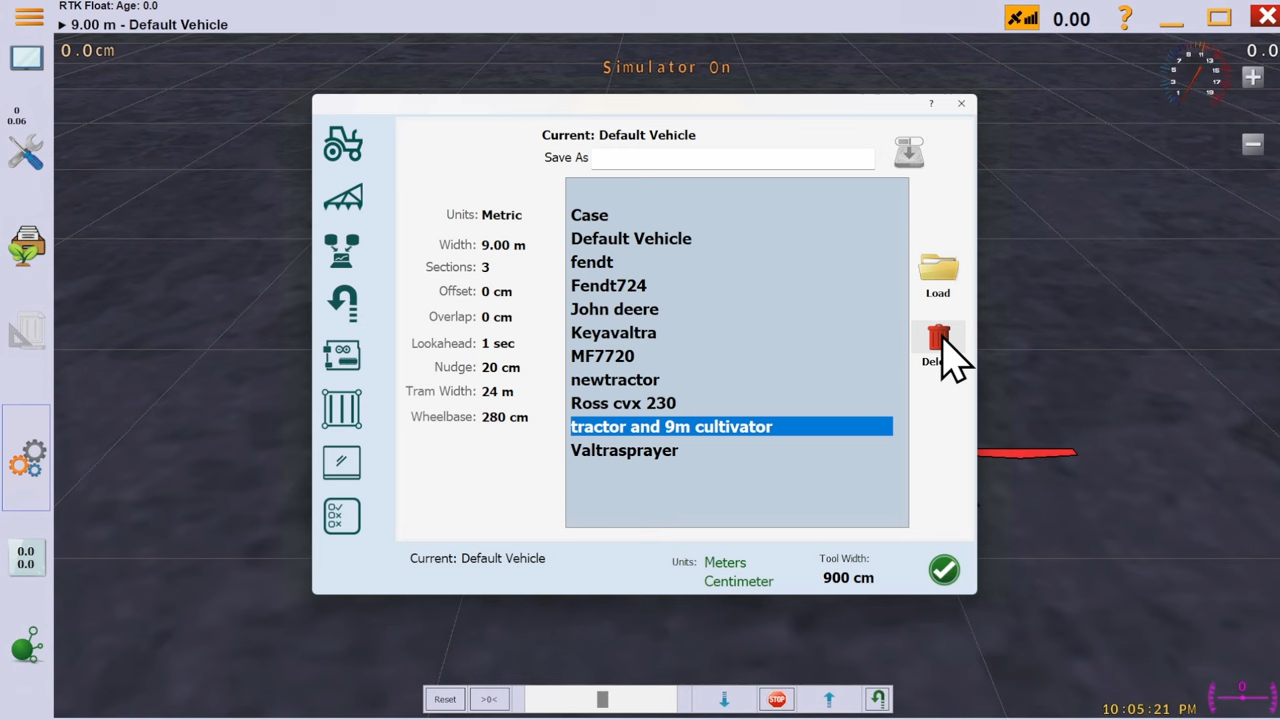 RTK Float: Age: 0.0
▸ 9.00 m - Default Vehicle
0.00
?
0.0cm
Simulator On
0.0
0
0.06
? ×
Current: Default Vehicle
Save As
Units: Metric
Width: 9.00 m
Sections: 3
Offset: 0 cm
Overlap: 0 cm
Lookahead: 1 sec
Nudge: 20 cm
Tram Width: 24 m
Wheelbase: 280 cm
Case
Default Vehicle
fendt
Fendt724
John deere
Keyavaltra
MF7720
newtractor
Ross cvx 230
tractor and 9m cultivator
Valtrasprayer
Load
Current: Default Vehicle
Units: Meters
Centimeter
Tool Width:
900 cm
0.0
0.0
Reset
>0<
STOP
0
10:05:21 PM